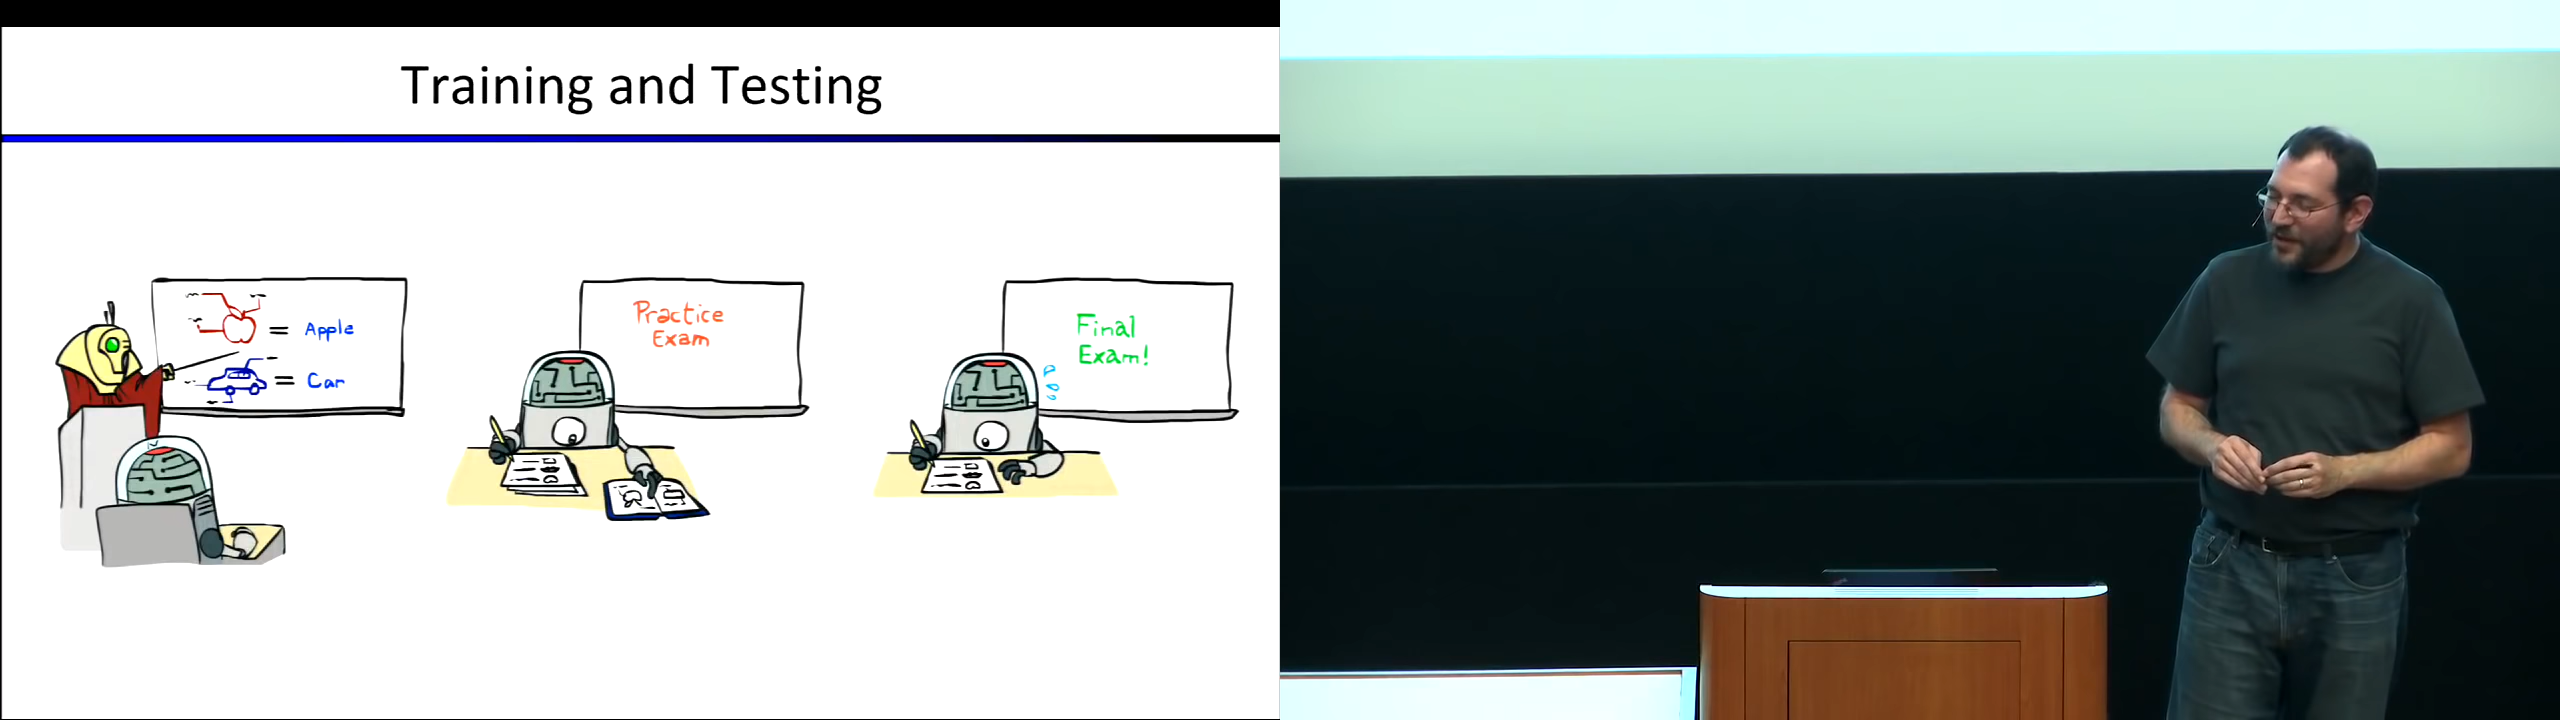 Training and Testing
= Apple
= Car
Practice
Exam
Final
Exam!